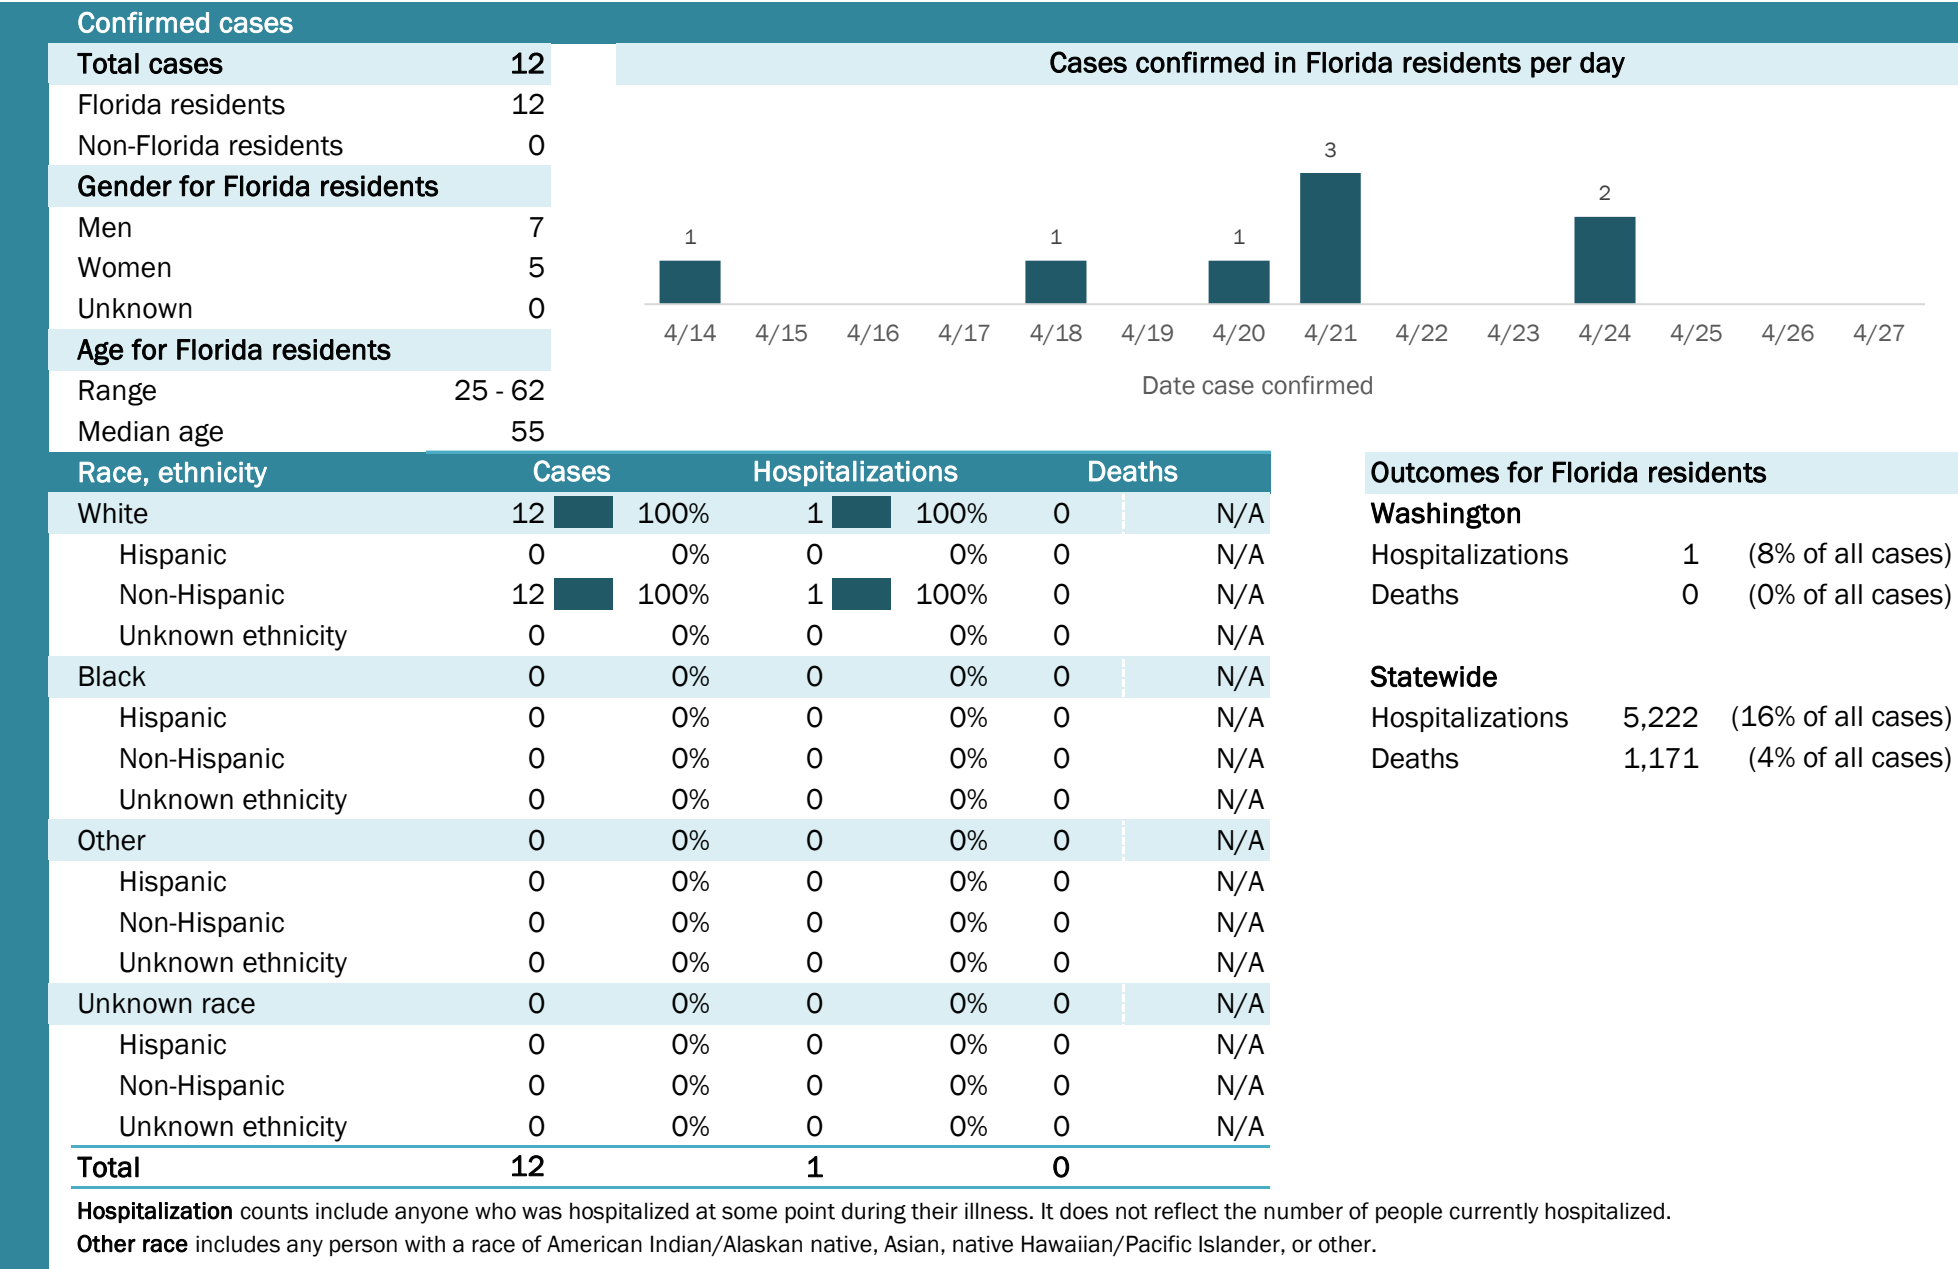 Confirmed cases
Total cases 12
Florida residents 12
Non-Florida residents 0
Gender for Florida residents
Men 7
Women 5
Unknown 0
Age for Florida residents
Range 25 - 62
Median age 55
Cases confirmed in Florida residents per day
1 1 1 3 2
4/14 4/15 4/16 4/17 4/18 4/19 4/20 4/21 4/22 4/23 4/24 4/25 4/26 4/27
Date case confirmed
Race, ethnicity Cases Hospitalizations Deaths
White 12 100% 1 100% 0 N/A
Hispanic 0 0% 0 0% 0 N/A
Non-Hispanic 12 100% 1 100% 0 N/A
Unknown ethnicity 0 0% 0 0% 0 N/A
Black 0 0% 0 0% 0 N/A
Hispanic 0 0% 0 0% 0 N/A
Non-Hispanic 0 0% 0 0% 0 N/A
Unknown ethnicity 0 0% 0 0% 0 N/A
Other 0 0% 0 0% 0 N/A
Hispanic 0 0% 0 0% 0 N/A
Non-Hispanic 0 0% 0 0% 0 N/A
Unknown ethnicity 0 0% 0 0% 0 N/A
Unknown race 0 0% 0 0% 0 N/A
Hispanic 0 0% 0 0% 0 N/A
Non-Hispanic 0 0% 0 0% 0 N/A
Unknown ethnicity 0 0% 0 0% 0 N/A
Total 12 1 0
Outcomes for Florida residents
Washington
Hospitalizations 1 (8% of all cases)
Deaths 0 (0% of all cases)
Statewide
Hospitalizations 5,222 (16% of all cases)
Deaths 1,171 (4% of all cases)
Hospitalization counts include anyone who was hospitalized at some point during their illness. It does not reflect the number of people currently hospitalized.
Other race includes any person with a race of American Indian/Alaskan native, Asian, native Hawaiian/Pacific Islander, or other.